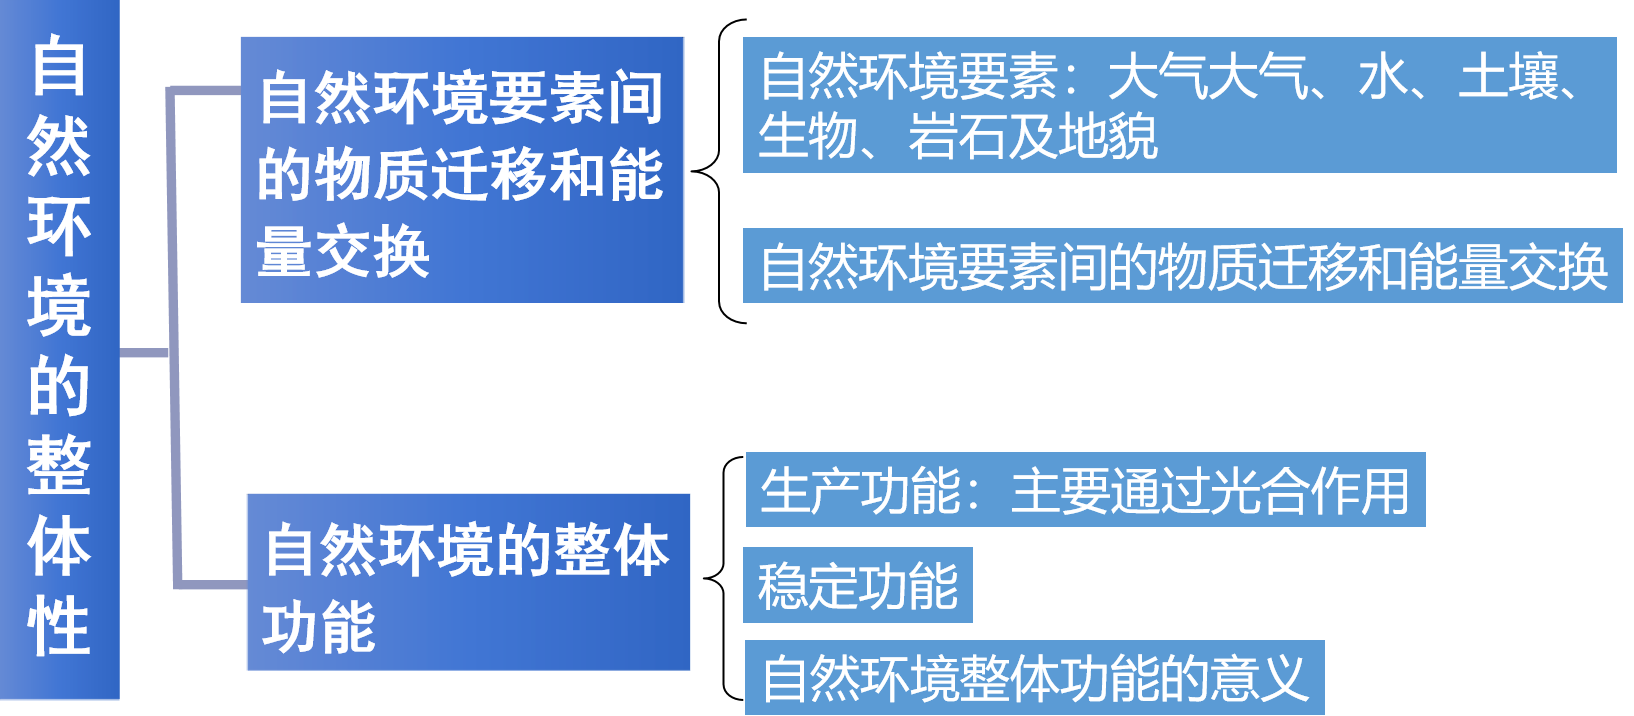 自然环境的整体性
自然环境要素间
的物质迁移和能
量交换
自然环境要素：大气大气、水、土壤、
生物、岩石及地貌
自然环境要素间的物质迁移和能量交换
自然环境的整体
功能
生产功能：主要通过光合作用
稳定功能
自然环境整体功能的意义